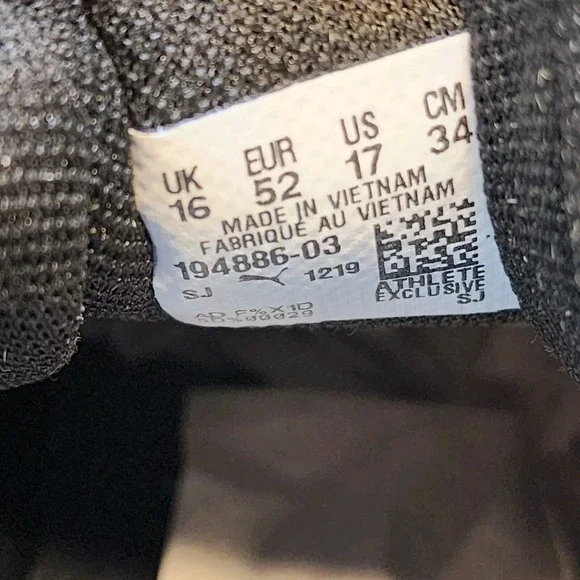 UK EUR US CM
16 52 17 34
MADE IN VIETNAM
FABRIQUÉ AU VIETNAM
194886-03
SJ 1219
ATHLETE
EXCLUSIVE
SJ